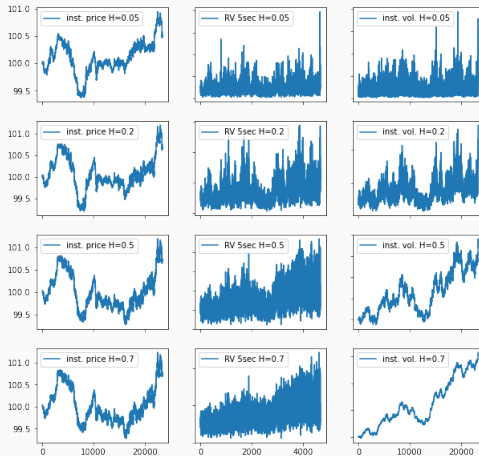 101.0
inst. price H=0.05
RV 5sec H=0.05
inst. vol. H=0.05
100.5
100.0
99.5
101.0
inst. price H=0.2
RV 5sec H=0.2
inst. vol. H=0.2
100.5
100.0
99.5
101.0
inst. price H=0.5
RV 5sec H=0.5
inst. vol. H=0.5
100.5
100.0
99.5
101.0
inst. price H=0.7
RV 5sec H=0.7
inst. vol. H=0.7
100.5
100.0
99.5
0 10000 20000 0 2000 4000 0 10000 20000